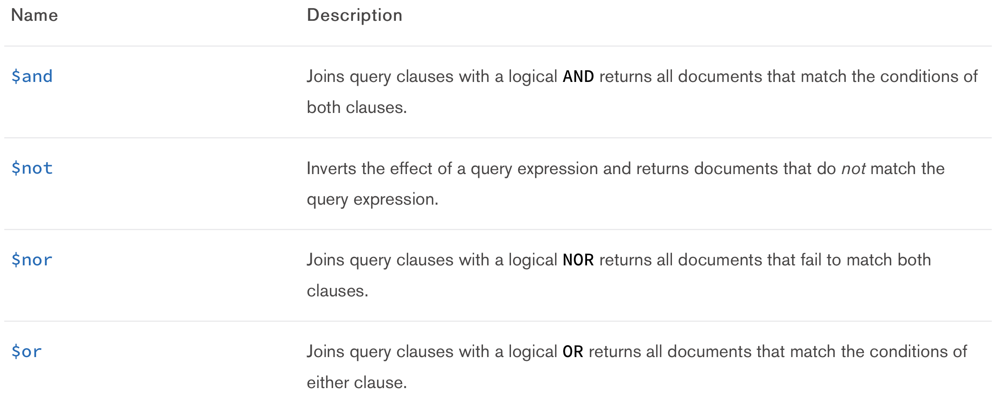 Name Description
$and Joins query clauses with a logical AND returns all documents that match the conditions of
both clauses.
$not Inverts the effect of a query expression and returns documents that do not match the
query expression.
$nor Joins query clauses with a logical NOR returns all documents that fail to match both
clauses.
$or Joins query clauses with a logical OR returns all documents that match the conditions of
either clause.